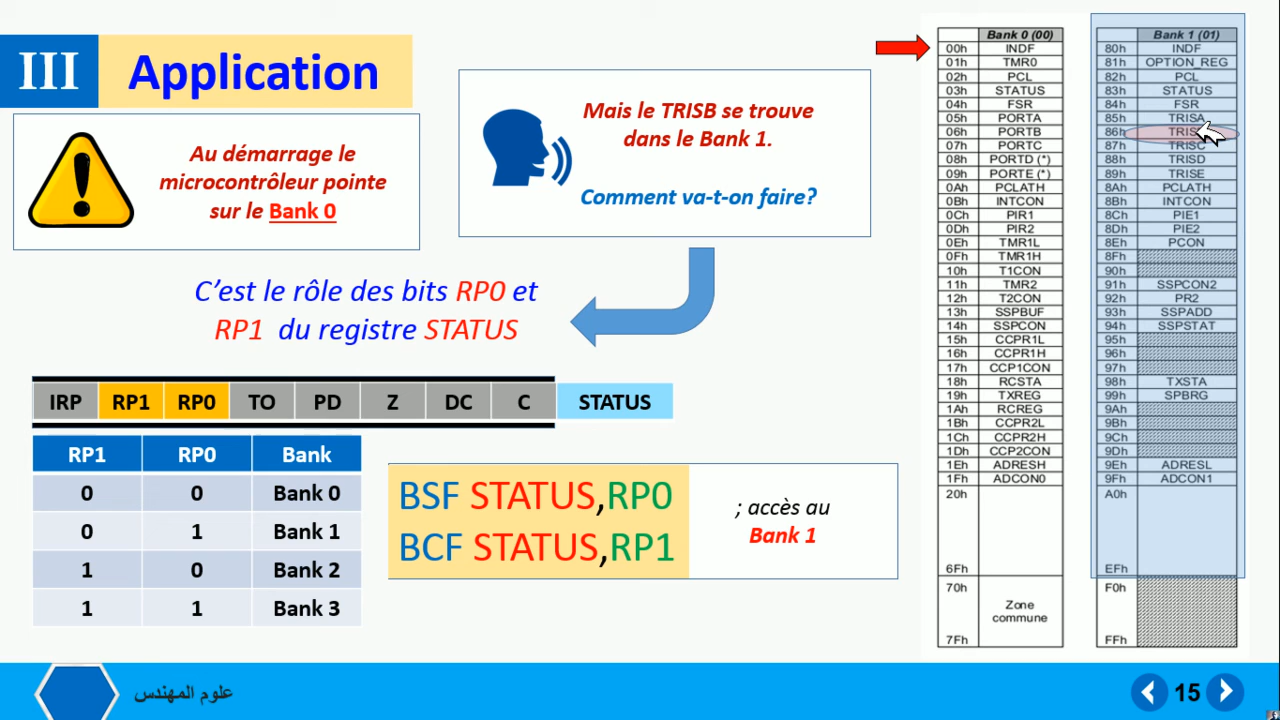 III
Application
Au démarrage le
microcontrôleur pointe
sur le Bank 0
Mais le TRISB se trouve
dans le Bank 1.
Comment va-t-on faire?
C’est le rôle des bits RP0 et
RP1 du registre STATUS
IRP RP1 RP0 TO PD Z DC C STATUS
RP1 RP0 Bank
0 0 Bank 0
0 1 Bank 1
1 0 Bank 2
1 1 Bank 3
BSF STATUS,RP0
BCF STATUS,RP1
; accès au
Bank 1
Bank 0 (00)
00h INDF
01h TMR0
02h PCL
03h STATUS
04h FSR
05h PORTA
06h PORTB
07h PORTC
08h PORTD (*)
09h PORTE (*)
0Ah PCLATH
0Bh INTCON
0Ch PIR1
0Dh PIR2
0Eh TMR1L
0Fh TMR1H
10h T1CON
11h TMR2
12h T2CON
13h SSPBUF
14h SSPCON
15h CCPR1L
16h CCPR1H
17h CCP1CON
18h RCSTA
19h TXREG
1Ah RCREG
1Bh CCPR2L
1Ch CCPR2H
1Dh CCP2CON
1Eh ADRESH
1Fh ADCON0
20h
6Fh
70h
Zone
commune
7Fh
Bank 1 (01)
80h INDF
81h OPTION_REG
82h PCL
83h STATUS
84h FSR
85h TRISA
86h
87h TRISC
88h TRISD
89h TRISE
8Ah PCLATH
8Bh INTCON
8Ch PIE1
8Dh PIE2
8Eh PCON
8Fh
90h
91h SSPCON2
92h PR2
93h SSPADD
94h SSPSTAT
95h
96h
97h
98h TXSTA
99h SPBRG
9Ah
9Bh
9Ch
9Dh
9Eh ADRESL
9Fh ADCON1
A0h
EFh
F0h
FFh
علوم المهندس
15